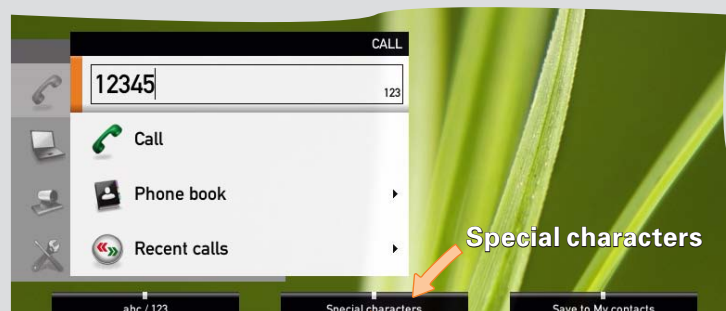 CALL
12345
123
Call
Phone book
Recent calls
Special characters
abc / 123
Special characters
Save to My contacts